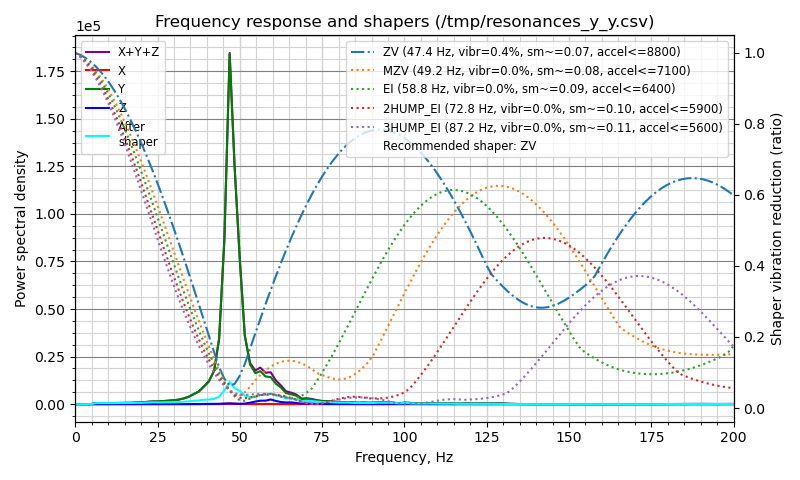 Frequency response and shapers (/tmp/resonances_y_y.csv)
1e5
X+Y+Z
X
Y
Z
After
shaper
ZV (47.4 Hz, vibr=0.4%, sm~=0.07, accel<=8800)
MZV (49.2 Hz, vibr=0.0%, sm~=0.08, accel<=7100)
EI (58.8 Hz, vibr=0.0%, sm~=0.09, accel<=6400)
2HUMP_EI (72.8 Hz, vibr=0.0%, sm~=0.10, accel<=5900)
3HUMP_EI (87.2 Hz, vibr=0.0%, sm~=0.11, accel<=5600)
Recommended shaper: ZV
Power spectral density
1.75
1.50
1.25
1.00
0.75
0.50
0.25
0.00
Shaper vibration reduction (ratio)
1.0
0.8
0.6
0.4
0.2
0.0
0 25 50 75 100 125 150 175 200
Frequency, Hz